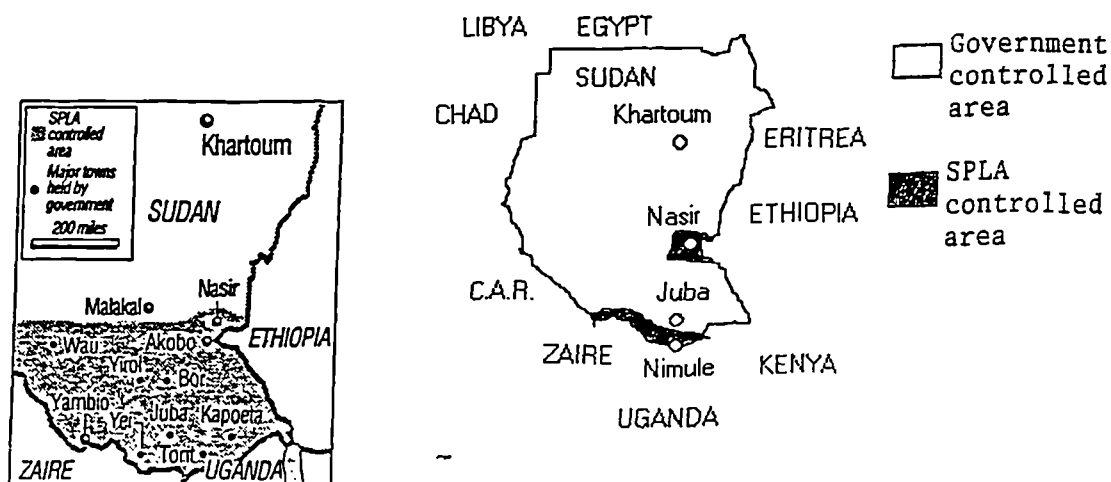 SPLA
controlled
area
Major towns
held by
government
200 miles
Khartoum
SUDAN
Malakal
Nasir
ETHIOPIA
Wau
Akobo
Yirol
Bor
Yambio
Yei
Juba
Kapoeta
Torit
ZAIRE
UGANDA
LIBYA EGYPT
SUDAN
CHAD
Khartoum
ERITREA
Nasir
ETHIOPIA
C.A.R.
Juba
ZAIRE
Nimule
KENYA
UGANDA
Government
controlled
area
SPLA
controlled
area
~